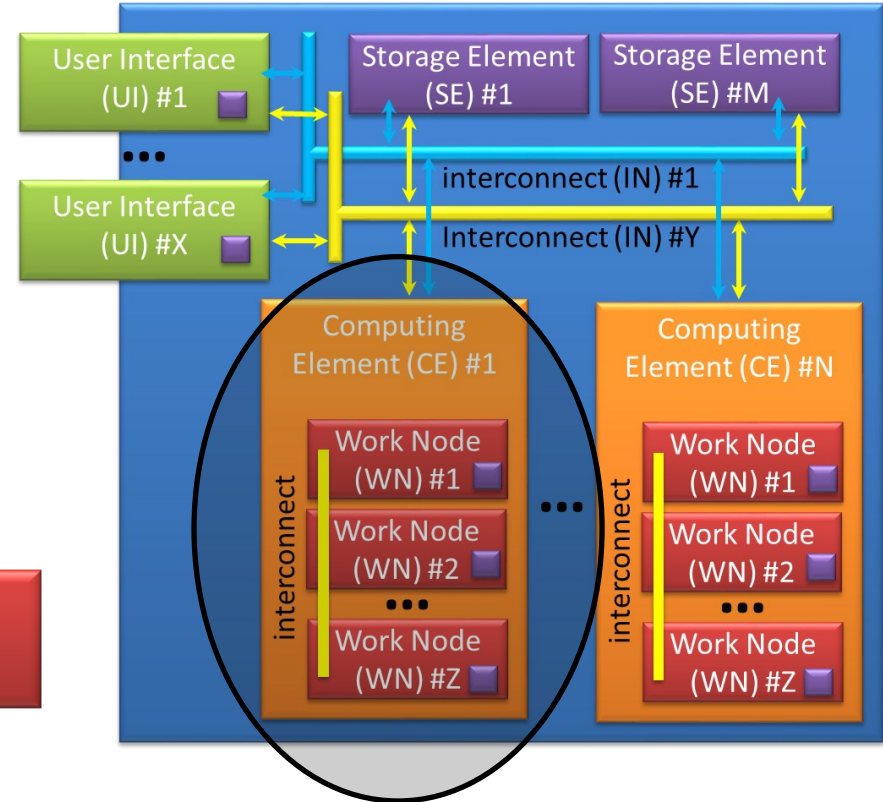 User Interface
(UI) #1
...
User Interface
(UI) #X
Storage Element
(SE) #1
Storage Element
(SE) #M
interconnect (IN) #1
Interconnect (IN) #Y
Computing
Element (CE) #1
interconnect
Work Node
(WN) #1
Work Node
(WN) #2
...
Work Node
(WN) #Z
...
Computing
Element (CE) #N
interconnect
Work Node
(WN) #1
Work Node
(WN) #2
...
Work Node
(WN) #Z